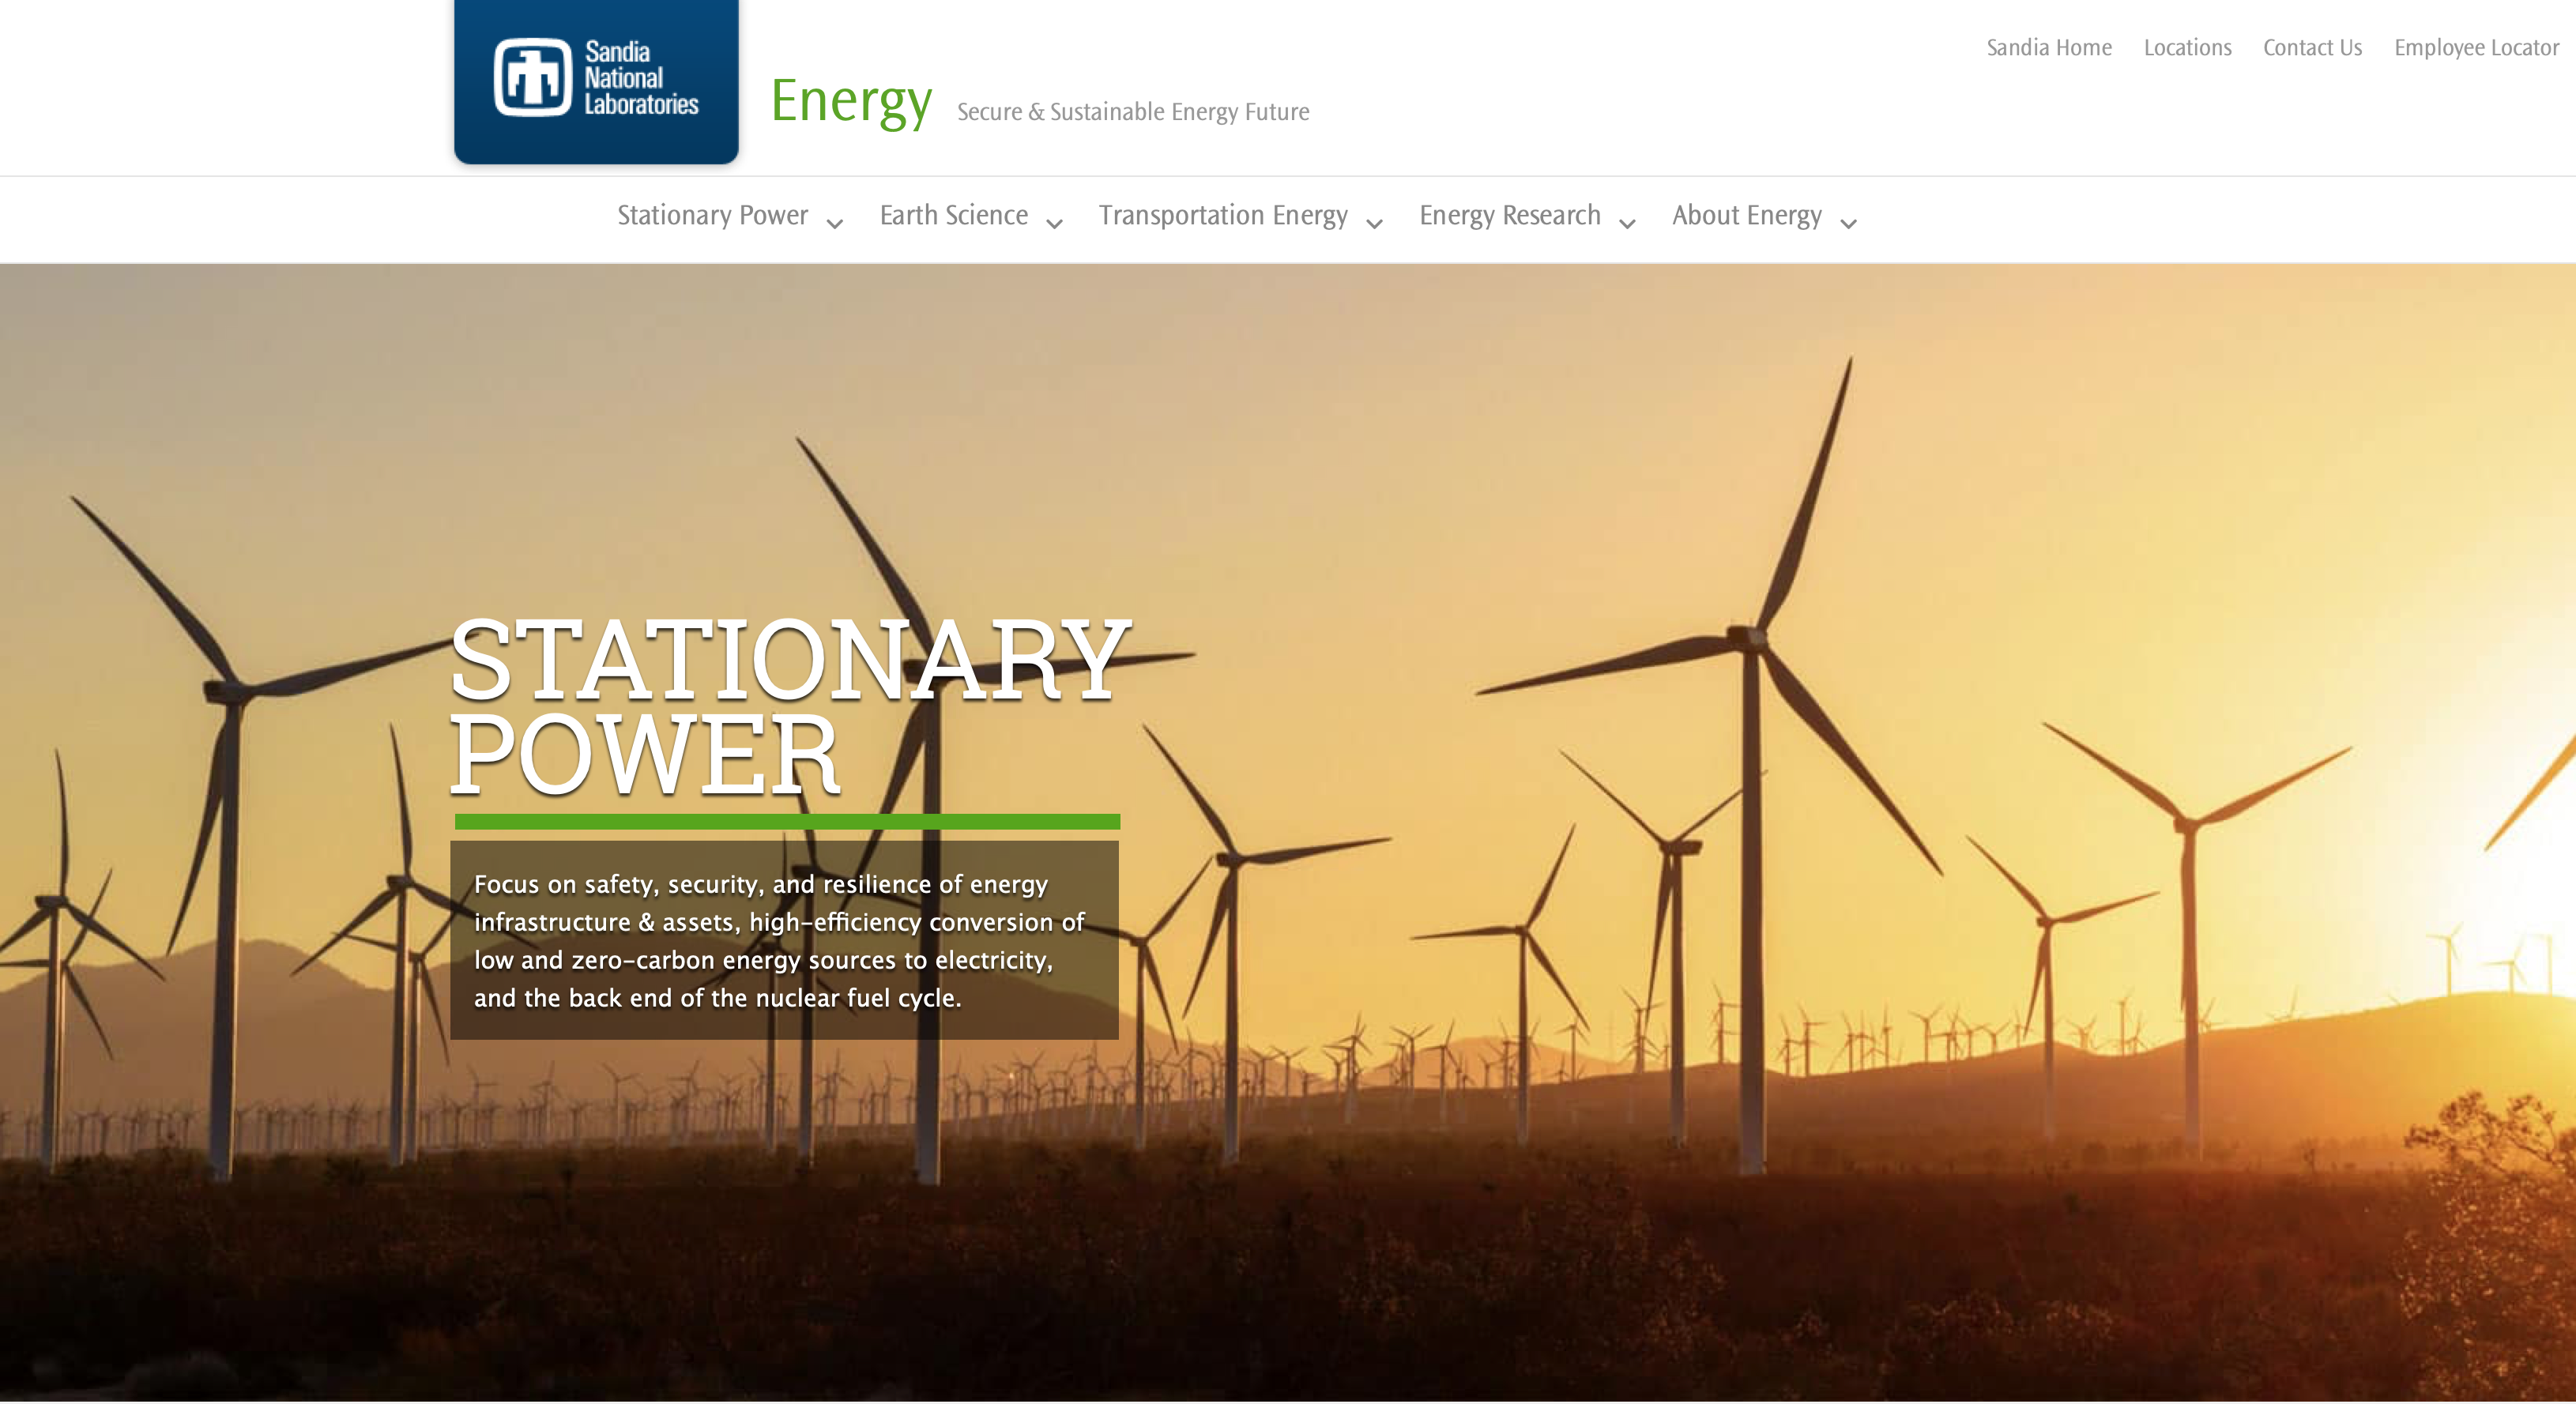 Sandia
National
Laboratories
Energy Secure & Sustainable Energy Future
Sandia Home Locations Contact Us Employee Locator
Stationary Power Earth Science Transportation Energy Energy Research About Energy
STATIONARY
POWER
Focus on safety, security, and resilience of energy
infrastructure & assets, high-efficiency conversion of
low and zero-carbon energy sources to electricity,
and the back end of the nuclear fuel cycle.